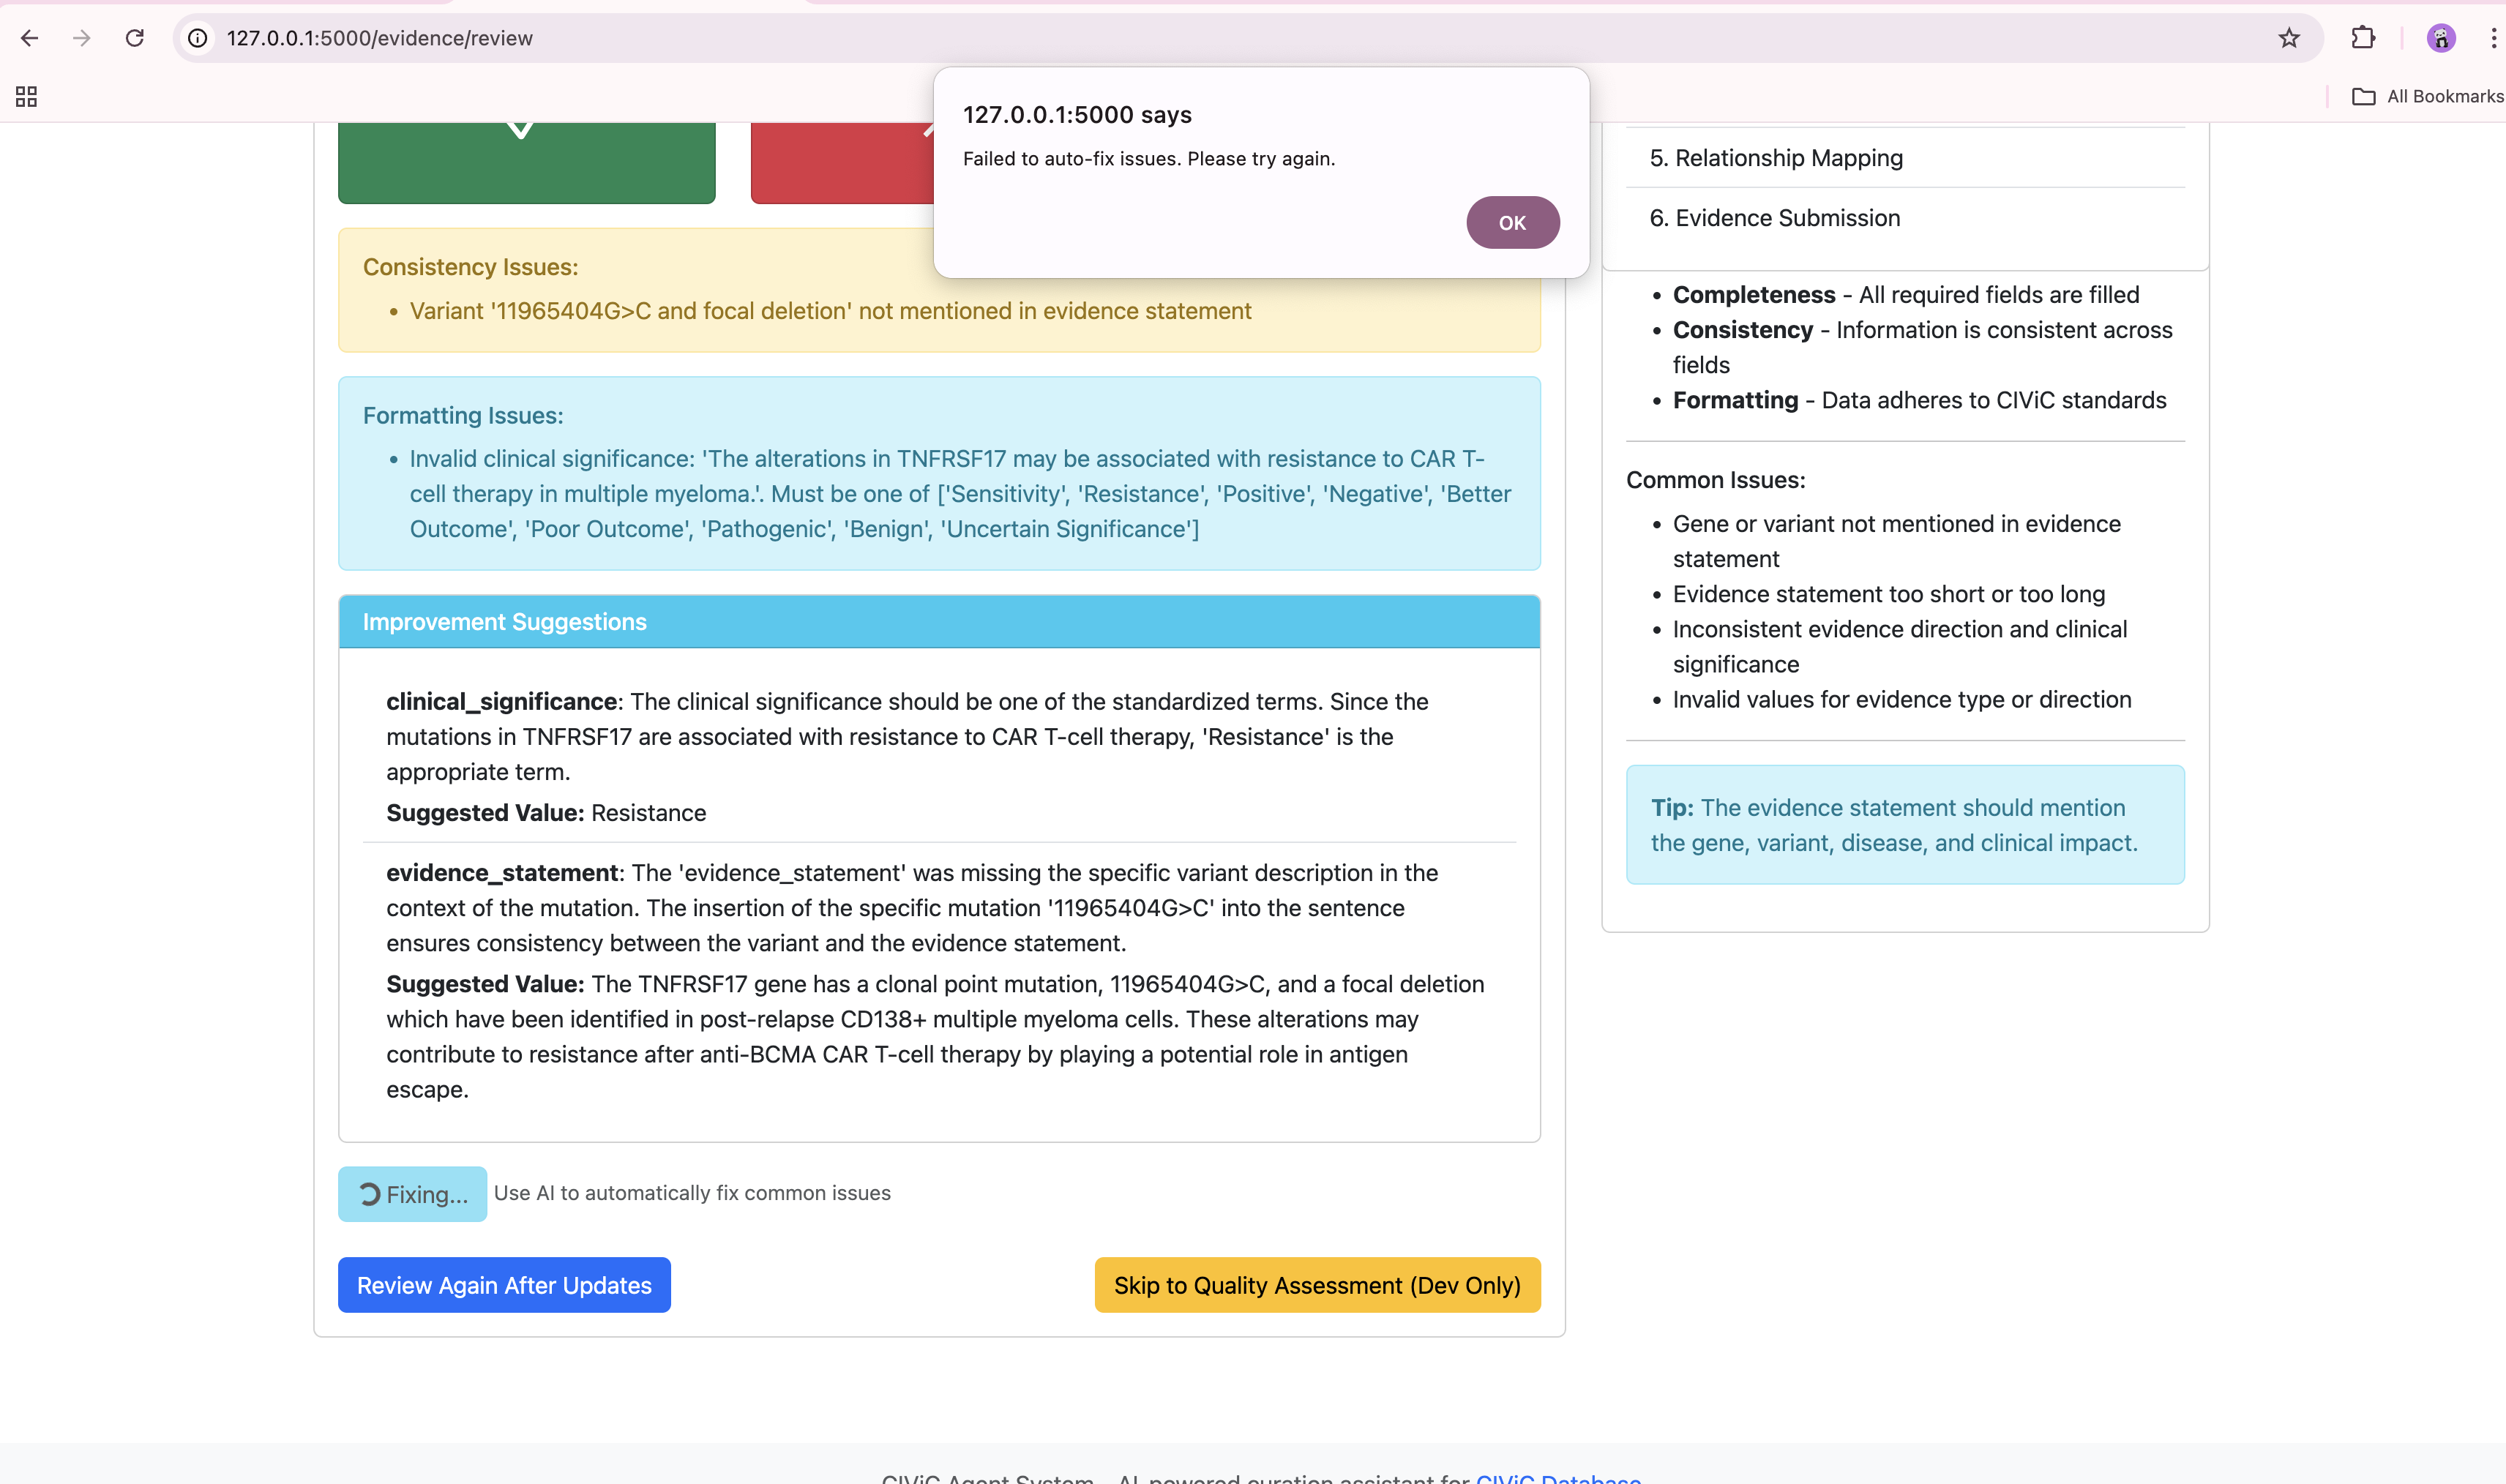 127.0.0.1:5000/evidence/review
All Bookmarks
127.0.0.1:5000 says
Failed to auto-fix issues. Please try again.
OK
Consistency Issues:
• Variant '11965404G>C and focal deletion' not mentioned in evidence statement
Formatting Issues:
• Invalid clinical significance: 'The alterations in TNFRSF17 may be associated with resistance to CAR T-
cell therapy in multiple myeloma.'. Must be one of ['Sensitivity', 'Resistance', 'Positive', 'Negative', 'Better
Outcome', 'Poor Outcome', 'Pathogenic', 'Benign', 'Uncertain Significance']
Improvement Suggestions
clinical_significance: The clinical significance should be one of the standardized terms. Since the
mutations in TNFRSF17 are associated with resistance to CAR T-cell therapy, 'Resistance' is the
appropriate term.
Suggested Value: Resistance
evidence_statement: The 'evidence_statement' was missing the specific variant description in the
context of the mutation. The insertion of the specific mutation '11965404G>C' into the sentence
ensures consistency between the variant and the evidence statement.
Suggested Value: The TNFRSF17 gene has a clonal point mutation, 11965404G>C, and a focal deletion
which have been identified in post-relapse CD138+ multiple myeloma cells. These alterations may
contribute to resistance after anti-BCMA CAR T-cell therapy by playing a potential role in antigen
escape.
Fixing... Use AI to automatically fix common issues
Review Again After Updates
Skip to Quality Assessment (Dev Only)
5. Relationship Mapping
6. Evidence Submission
• Completeness - All required fields are filled
• Consistency - Information is consistent across
fields
• Formatting - Data adheres to CIViC standards
Common Issues:
• Gene or variant not mentioned in evidence
statement
• Evidence statement too short or too long
• Inconsistent evidence direction and clinical
significance
• Invalid values for evidence type or direction
Tip: The evidence statement should mention
the gene, variant, disease, and clinical impact.
CIViC Agent System - AI-powered curation assistant for CIViC Database